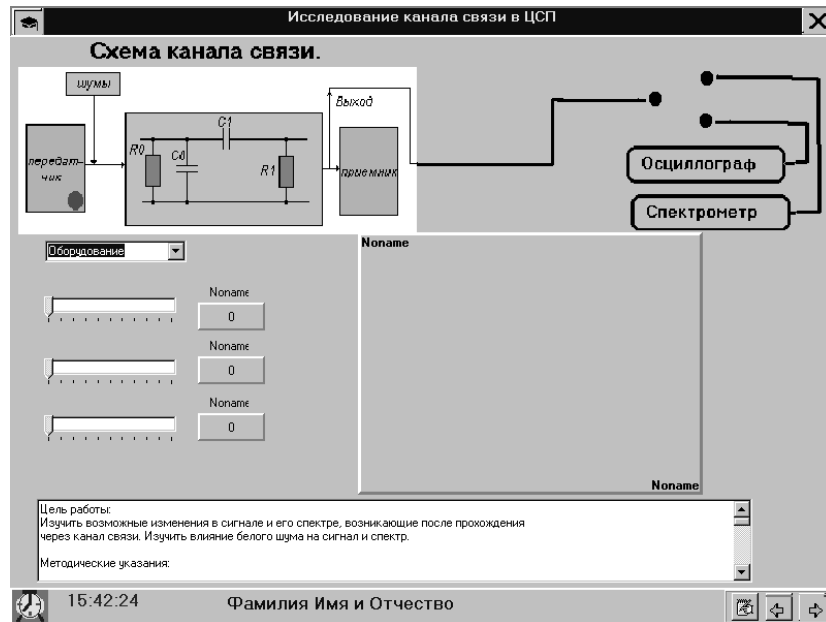 Исследование канала связи в ЦСП
Схема канала связи.
шумы
Выход
передат-
чик
R0
C0
C1
R1
приемник
Осциллограф
Спектрометр
Оборудование
Noname
0
Noname
0
Noname
0
Noname
Noname
Цель работы:
Изучить возможные изменения в сигнале и его спектре, возникающие после прохождения
через канал связи. Изучить влияние белого шума на сигнал и спектр.
Методические указания:
15:42:24
Фамилия Имя и Отчество